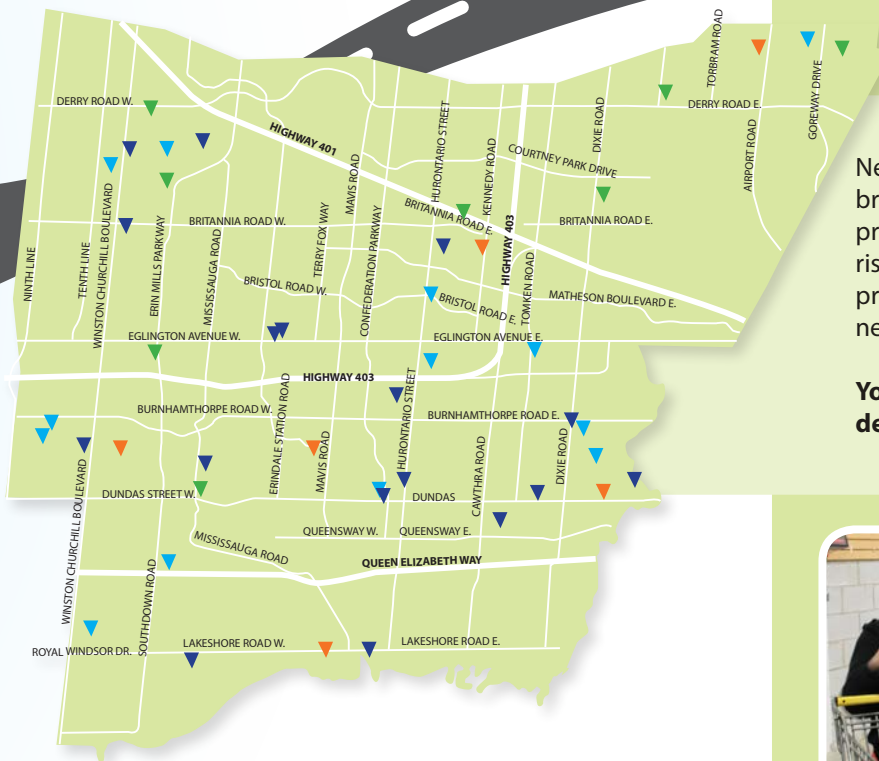 TORBRAM ROAD
DERRY ROAD W.
DERRY ROAD E.
GOREWAY DRIVE
HIGHWAY 401
HURONTARIO STREET
DIXIE ROAD
AIRPORT ROAD
COURTNEY PARK DRIVE
KENNEDY ROAD
MAVIS ROAD
BRITANNIA ROAD W.
BRITANNIA ROAD E.
BRITANNIA ROAD E.
NINTH LINE
TENTH LINE
WINSTON CHURCHILL BOULEVARD
ERIN MILLS PARKWAY
MISSISSAUGA ROAD
TERRY FOX WAY
CONFEDERATION PARKWAY
HIGHWAY 403
TOMKEN ROAD
BRISTOL ROAD W.
BRISTOL ROAD E.
MATHESON BOULEVARD E.
EGLINGTON AVENUE W.
EGLINGTON AVENUE E.
HIGHWAY 403
BURNHAMTHORPE ROAD W.
BURNHAMTHORPE ROAD E.
ERINDALE STATION ROAD
MAVIS ROAD
HURONTARIO STREET
CAWTHRA ROAD
DIXIE ROAD
DUNDAS STREET W.
DUNDAS
WINSTON CHURCHILL BOULEVARD
QUEENSWAY W.
QUEENSWAY E.
MISSISSAUGA ROAD
QUEEN ELIZABETH WAY
SOUTHDOWN ROAD
LAKESHORE ROAD W.
LAKESHORE ROAD E.
ROYAL WINDSOR DR.
Ne
br
pr
ris
pr
ne
Yo
de